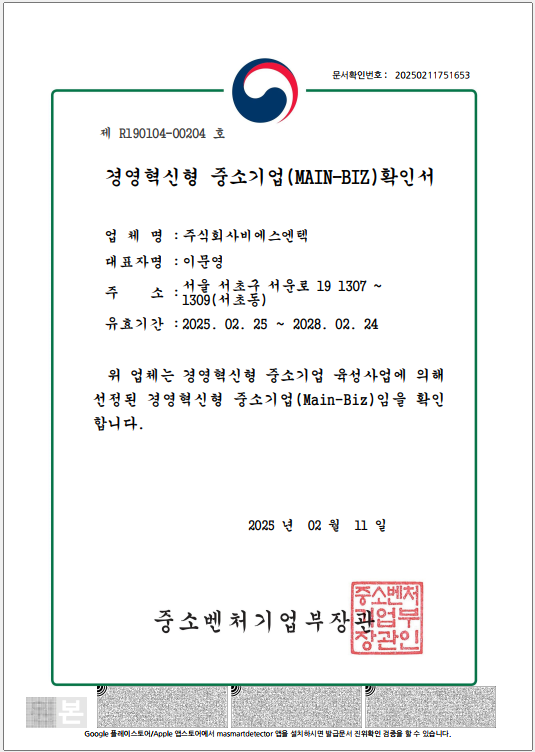 문서확인번호 : 20250211751653
제 R190104-00204 호
경영혁신형 중소기업(MAIN-BIZ)확인서
업 체 명 : 주식회사비에스엔텍
대표자명 : 이문영
주 소 : 서울 서초구 서운로 19 1307 ~
1309(서초동)
유효기간 : 2025. 02. 25 ~ 2028. 02. 24
위 업체는 경영혁신형 중소기업 육성사업에 의해
선정된 경영혁신형 중소기업(Main-Biz)임을 확인
합니다.
2025 년 02 월 11 일
중소벤처기업부장관
중소벤처
기업부
장관인
본
Google 플레이스토어/Apple 앱스토어에서 masmartdetector 앱을 설치하시면 발급문서 진위확인 검증을 할 수 있습니다.